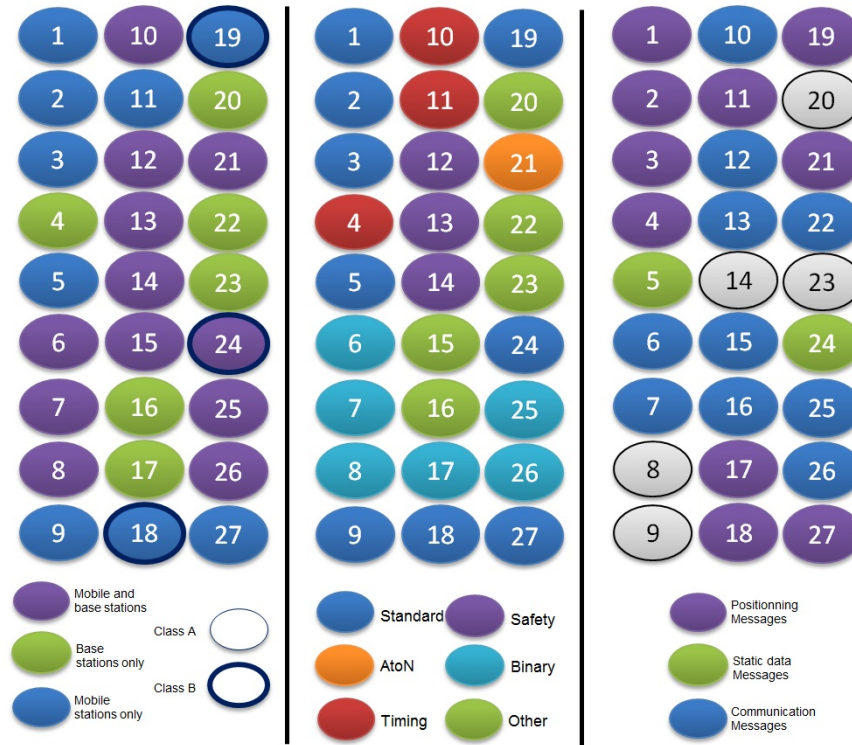 1 10 19
2 11 20
3 12 21
4 13 22
5 14 23
6 15 24
7 16 25
8 17 26
9 18 27
Mobile and
base stations
Base
stations only
Mobile
stations only
Class A
Class B
1 10 19
2 11 20
3 12 21
4 13 22
5 14 23
6 15 24
7 16 25
8 17 26
9 18 27
Standard Safety
AtoN Binary
Timing Other
1 10 19
2 11 20
3 12 21
4 13 22
5 14 23
6 15 24
7 16 25
8 17 26
9 18 27
Positionning
Messages
Static data
Messages
Communication
Messages